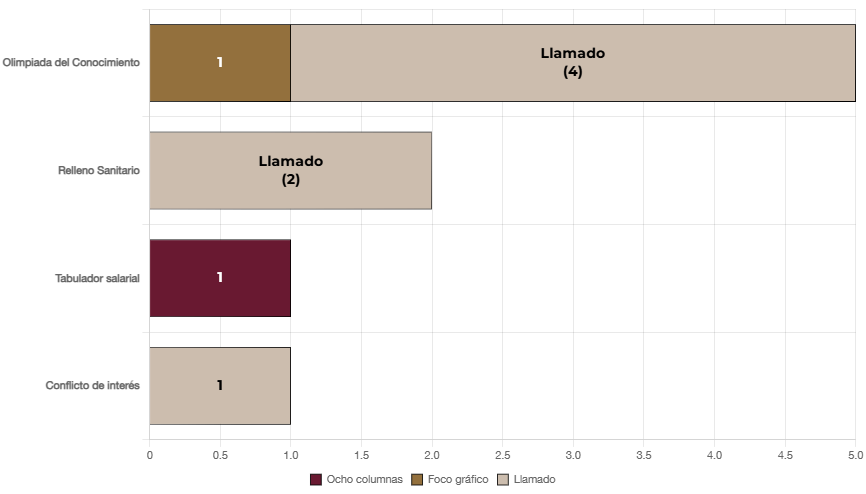 Olimpiada del Conocimiento
1
Llamado
(4)
Relleno Sanitario
Llamado
(2)
Tabulador salarial
1
Conflicto de interés
1
0 0.5 1.0 1.5 2.0 2.5 3.0 3.5 4.0 4.5 5.0
Ocho columnas Foco gráfico Llamado